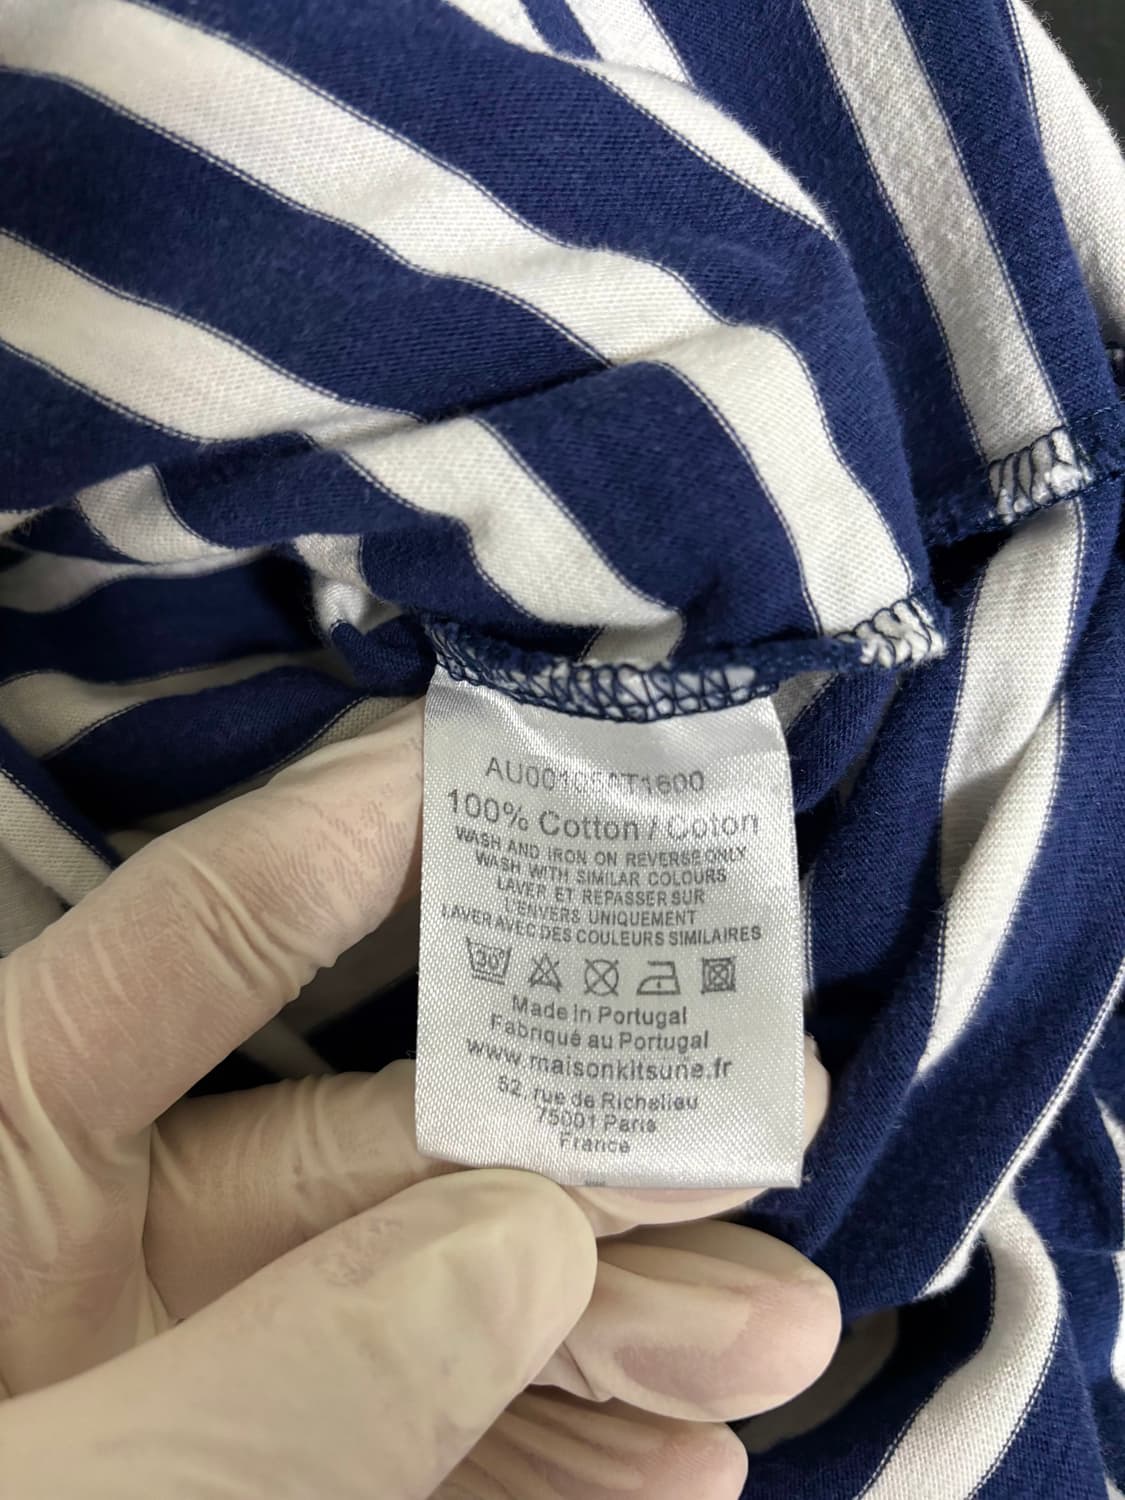 100% Cotton / Coton
WASH AND IRON ON REVERSE ONLY
WASH WITH SIMILAR COLOURS
LAVER ET REPASSER SUR
L'ENVERS UNIQUEMENT
LAVER AVEC DES COULEURS SIMILAIRES
30°
Made in Portugal
Fabriqué au Portugal
www.maisonkitsune.fr
52, rue de Richelieu
75001 Paris
France